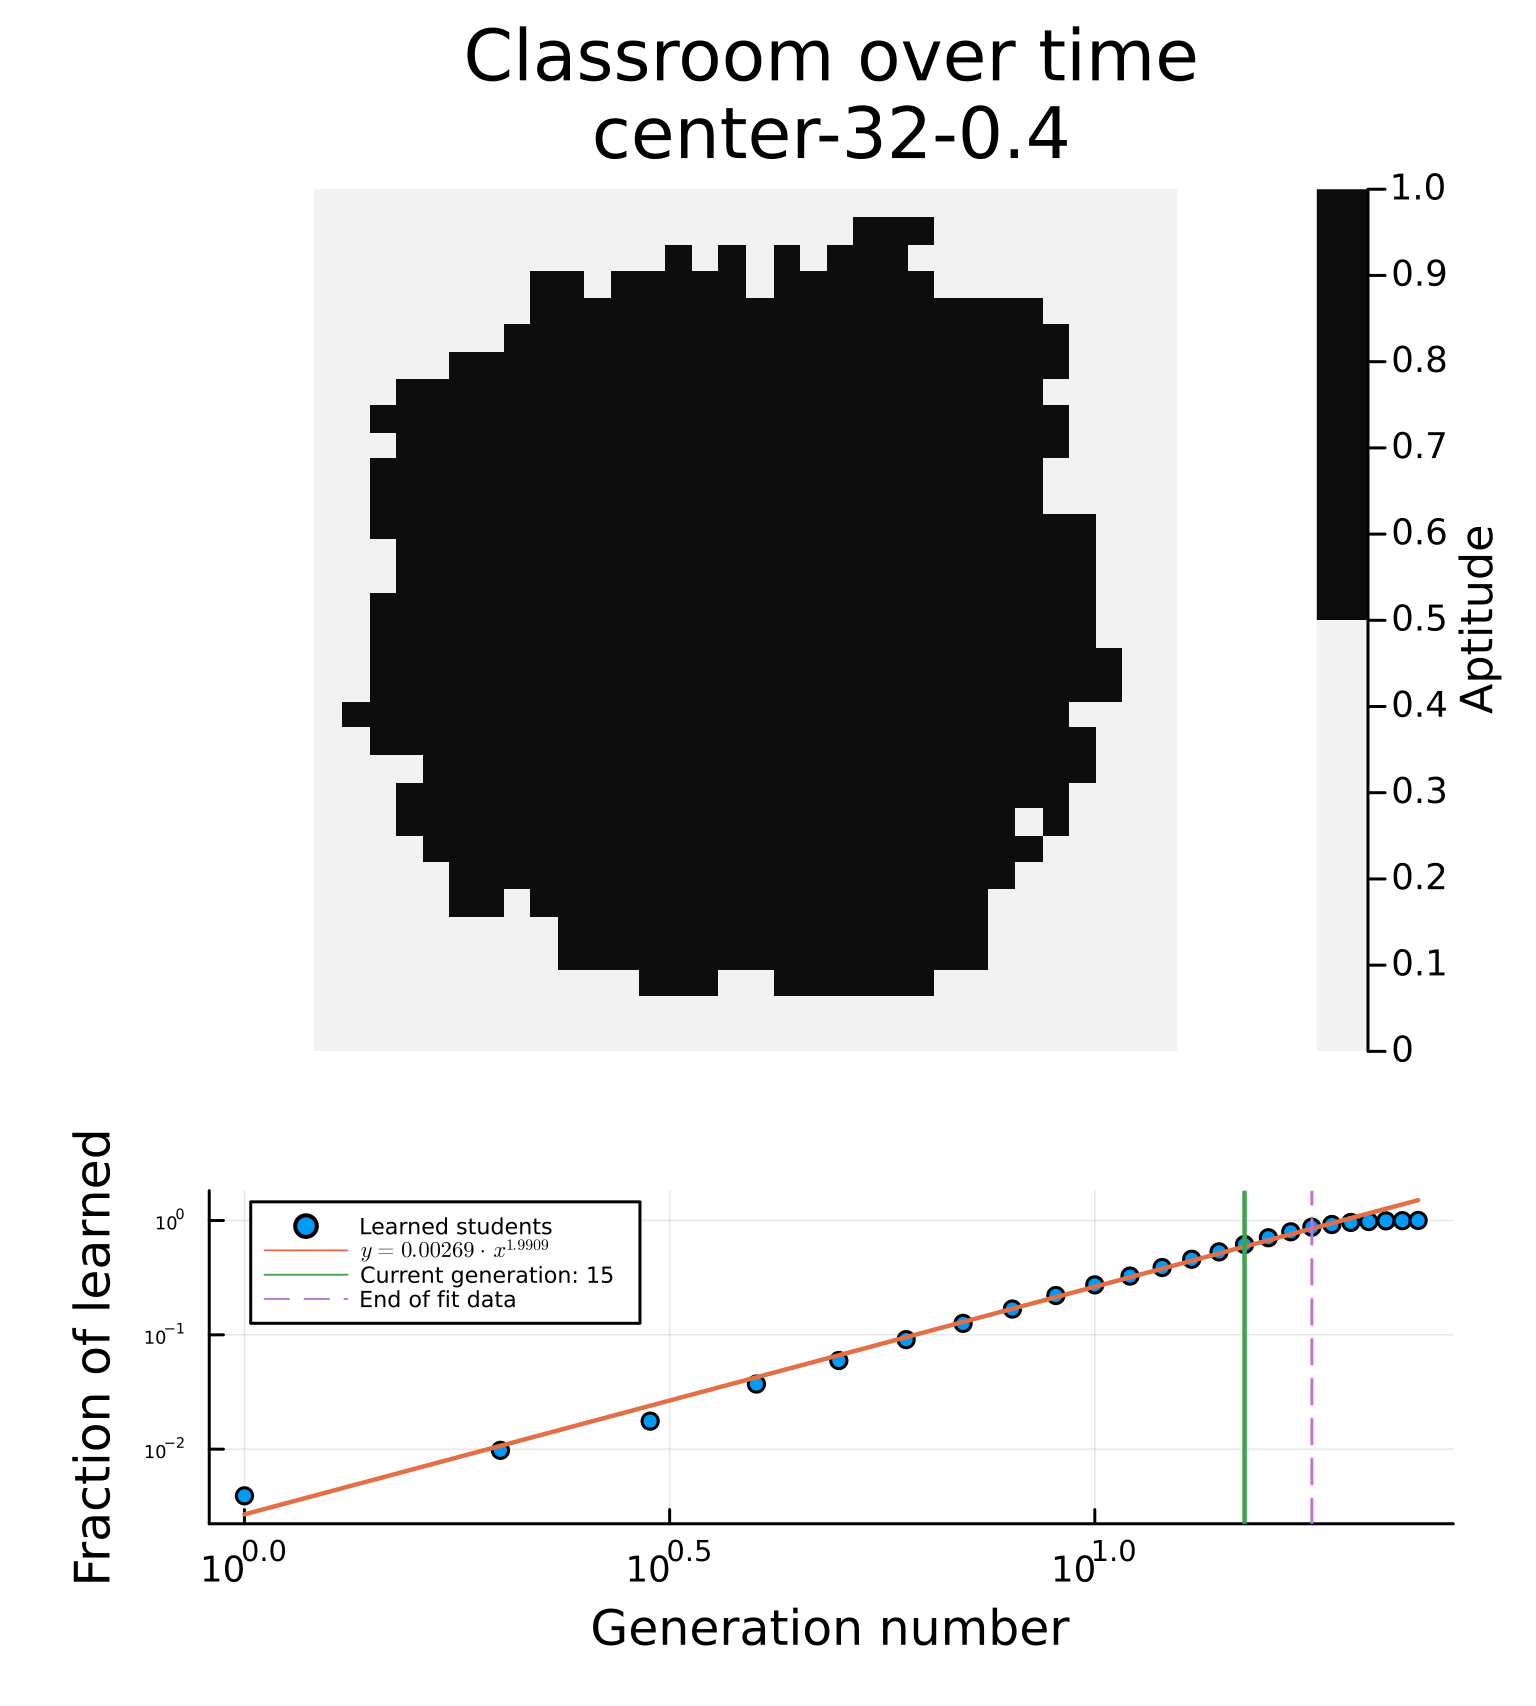 Classroom over time
center-32-0.4
1.0
0.9
0.8
0.7
0.6
0.5
0.4
0.3
0.2
0.1
0
Aptitude
Fraction of learned
10^0
10^−1
10^−2
Learned students
y = 0.00269 · x^1.9909
Current generation: 15
End of fit data
10^0.0
10^0.5
10^1.0
Generation number